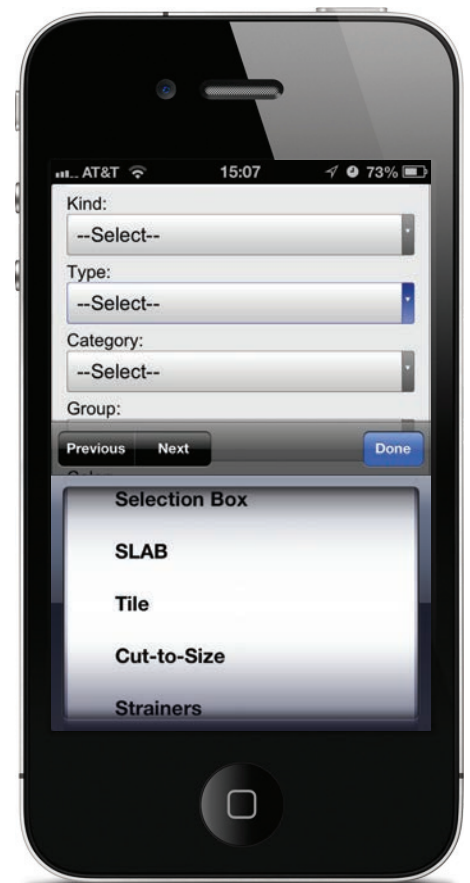 AT&T 15:07 73%
Kind:
--Select--
Type:
--Select--
Category:
--Select--
Group:
Previous Next Done
Selection Box
SLAB
Tile
Cut-to-Size
Strainers